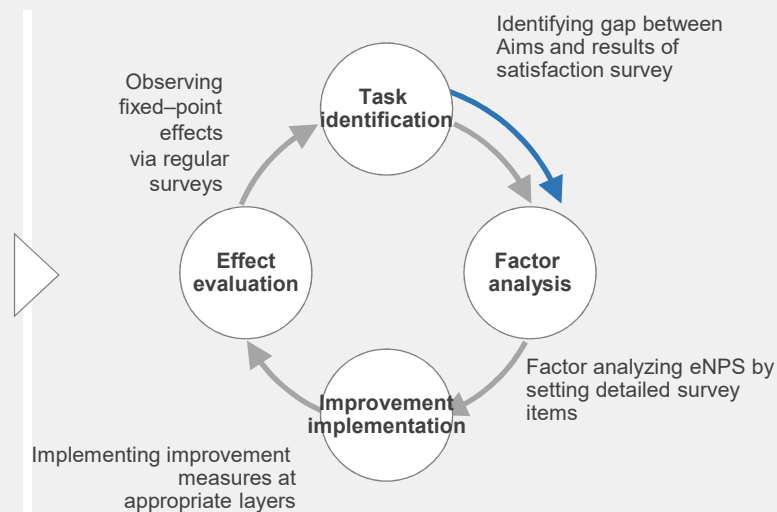 Identifying gap between
Aims and results of
satisfaction survey
Task
identification
Observing
fixed–point
effects
via regular
surveys
Effect
evaluation
Factor
analysis
Factor analyzing eNPS by
setting detailed survey
items
Improvement
implementation
Implementing improvement
measures at
appropriate layers